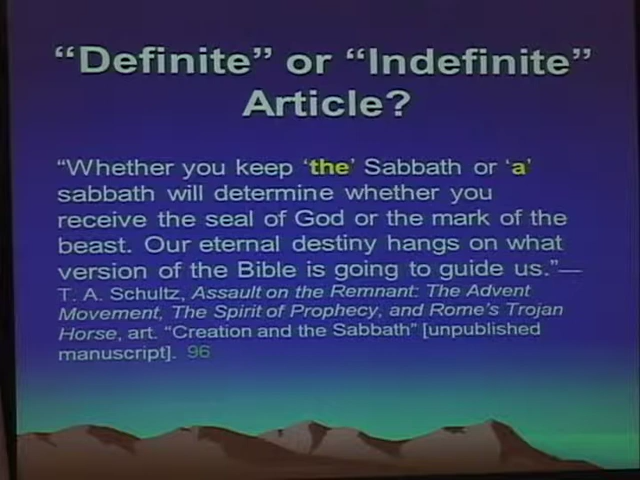 “Definite” or “Indefinite”
Article?
“Whether you keep ‘the’ Sabbath or ‘a’
sabbath will determine whether you
receive the seal of God or the mark of the
beast. Our eternal destiny hangs on what
version of the Bible is going to guide us.”—
T. A. Schultz, Assault on the Remnant: The Advent
Movement, The Spirit of Prophecy, and Rome's Trojan
Horse, art. “Creation and the Sabbath” [unpublished
manuscript]. 96